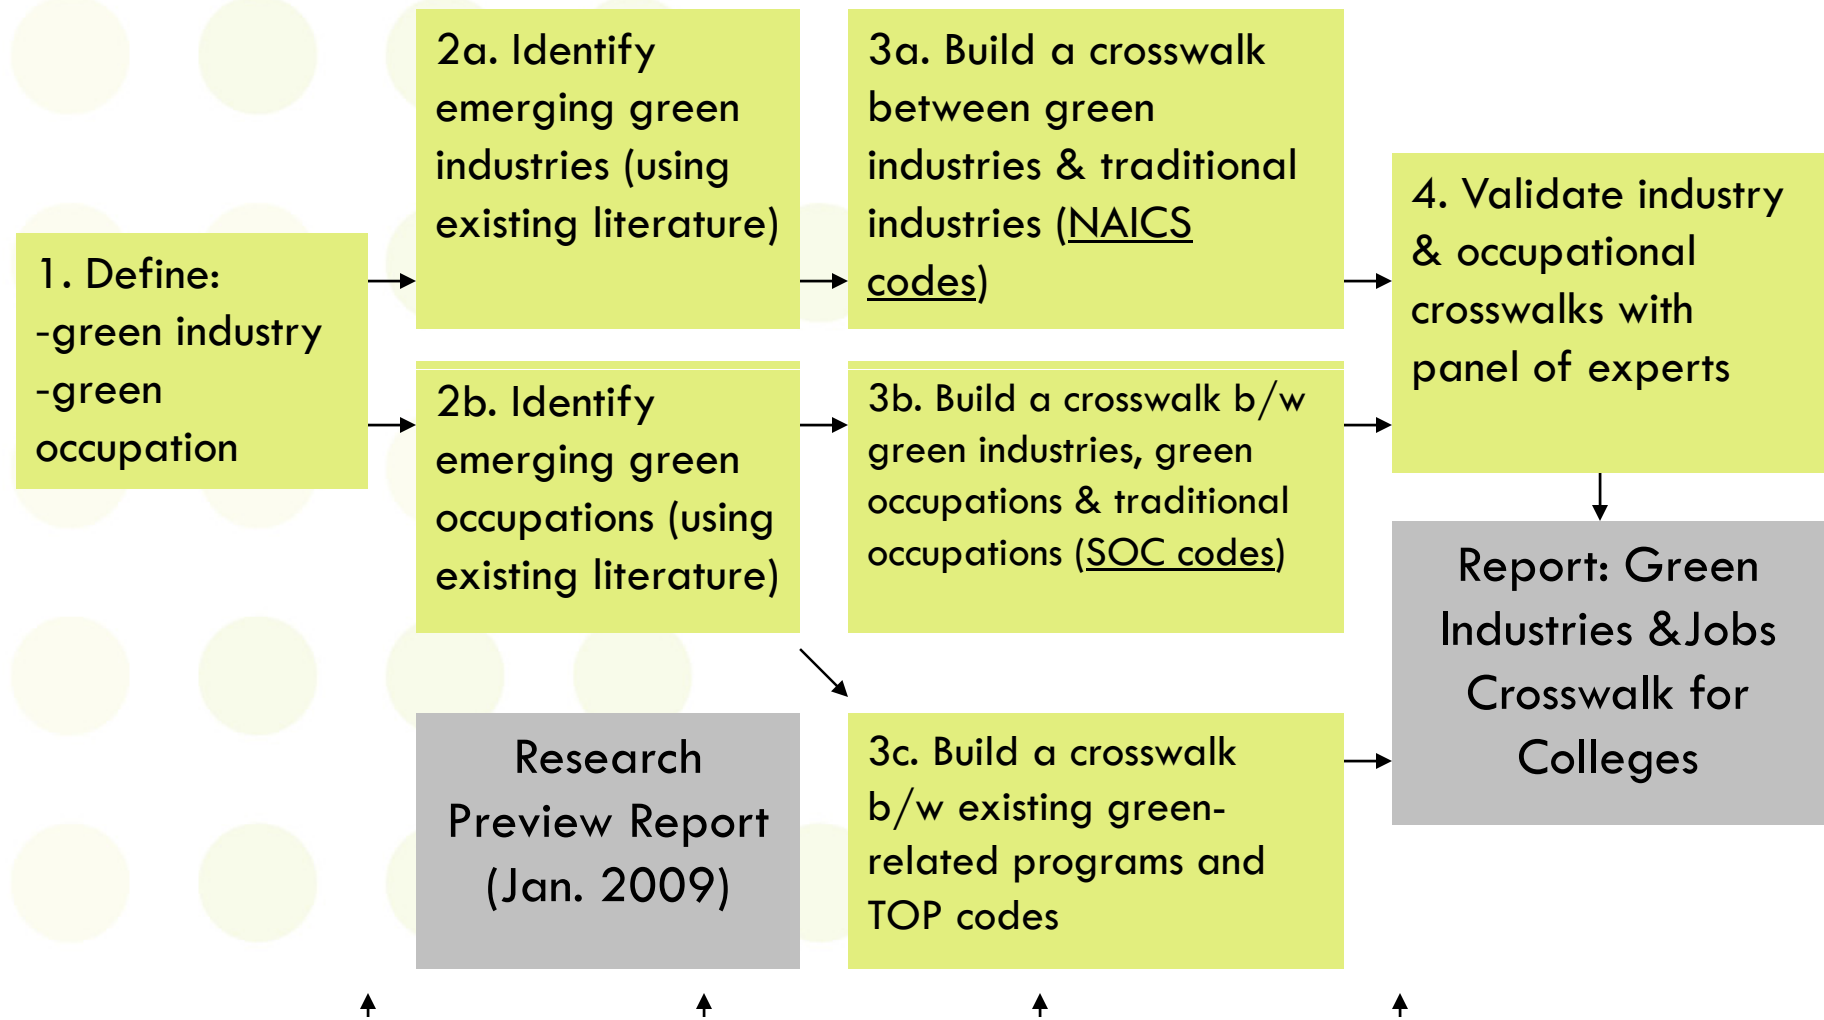 1. Define:
-green industry
-green
occupation
2a. Identify
emerging green
industries (using
existing literature)
2b. Identify
emerging green
occupations (using
existing literature)
Research
Preview Report
(Jan. 2009)
3a. Build a crosswalk
between green
industries & traditional
industries (NAICS
codes)
3b. Build a crosswalk b/w
green industries, green
occupations & traditional
occupations (SOC codes)
3c. Build a crosswalk
b/w existing green-
related programs and
TOP codes
4. Validate industry
& occupational
crosswalks with
panel of experts
Report: Green
Industries &Jobs
Crosswalk for
Colleges